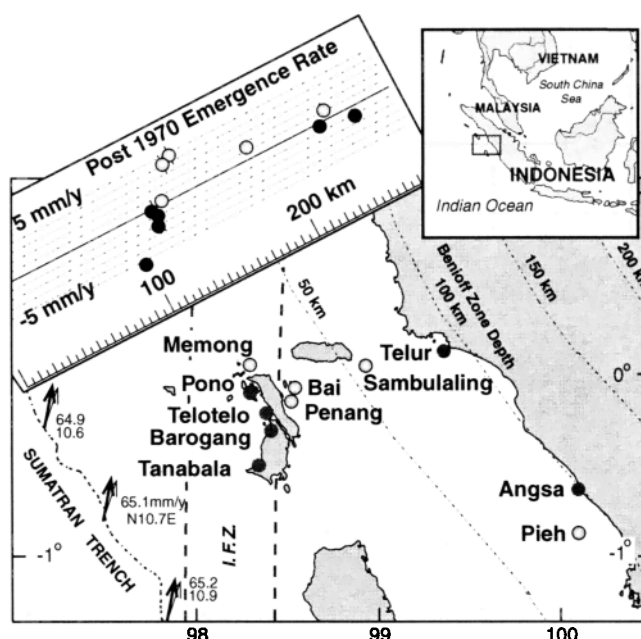 Post 1970 Emergence Rate
5 mm/y
-5 mm/y
100
200 km
VIETNAM
South China
Sea
MALAYSIA
INDONESIA
Indian Ocean
50 km
Benioff Zone Depth
100 km
150 km
200 km
Memong
Pono
Telotelo
Barogang
Tanabala
Bai
Penang
Telur
Sambulaling
Angsa
Pieh
0°
64.9
10.6
65.1mm/y
N10.7E
65.2
10.9
SUMATRAN TRENCH
I.F.Z.
-1°
-1°
98
99
100